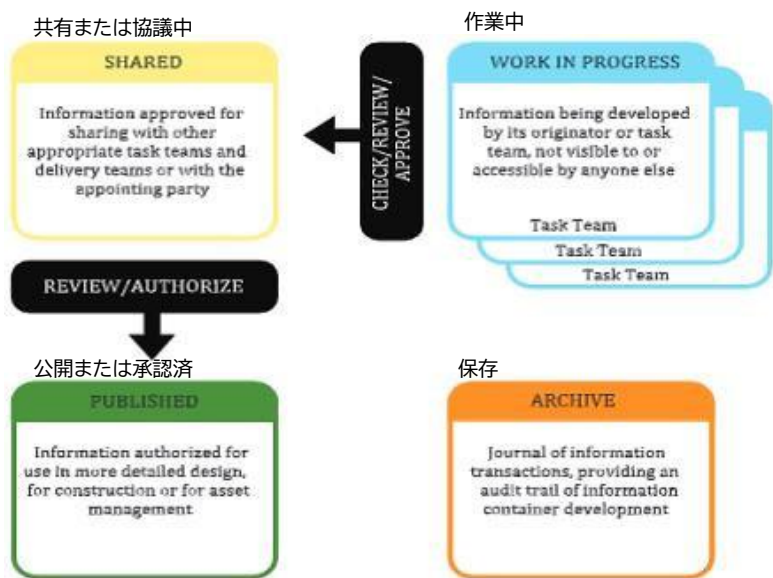 共有または協議中
SHARED
Information approved for
sharing with other
appropriate task teams and
delivery teams or with the
appointing party
CHECK/REVIEW/
APPROVE
作業中
WORK IN PROGRESS
Information being developed
by its originator or task
team, not visible to or
accessible by anyone else
Task Team
Task Team
Task Team
REVIEW/AUTHORIZE
公開または承認済
PUBLISHED
Information authorized for
use in more detailed design,
for construction or for asset
management
保存
ARCHIVE
Journal of information
transactions, providing an
audit trail of information
container development